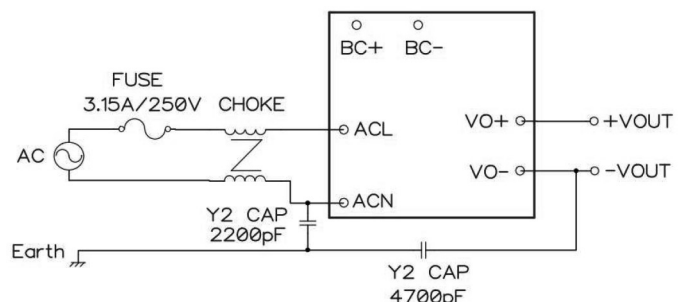 BC+ BC-
FUSE
3.15A/250V CHOKE
ACL VO+ +VOUT
AC
VO- -VOUT
ACN
Y2 CAP
2200pF
Earth
Y2 CAP
4700pF